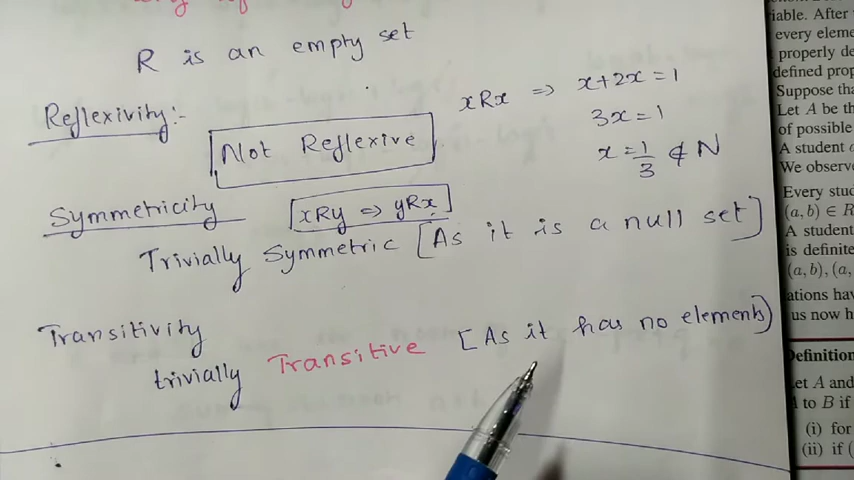 R is an empty set
Reflexivity:-
Not Reflexive
xRx ⇒ x+2x=1
3x=1
x=1/3 ∉ N
Symmetricity
xRy ⇒ yRx
Trivially Symmetric [As it is a null set]
Transitivity
trivially Transitive [As it has no elements)
iable. After
every eleme
properly de
defined prop
Suppose tha
Let A be th
of possible
A student
We observe
Every stud
(a, b) ∈ R
A student
is definite
(a, b), (a,
ations hav
us now h
Definition
Let A and
A to B if
(i) for
(ii) if (